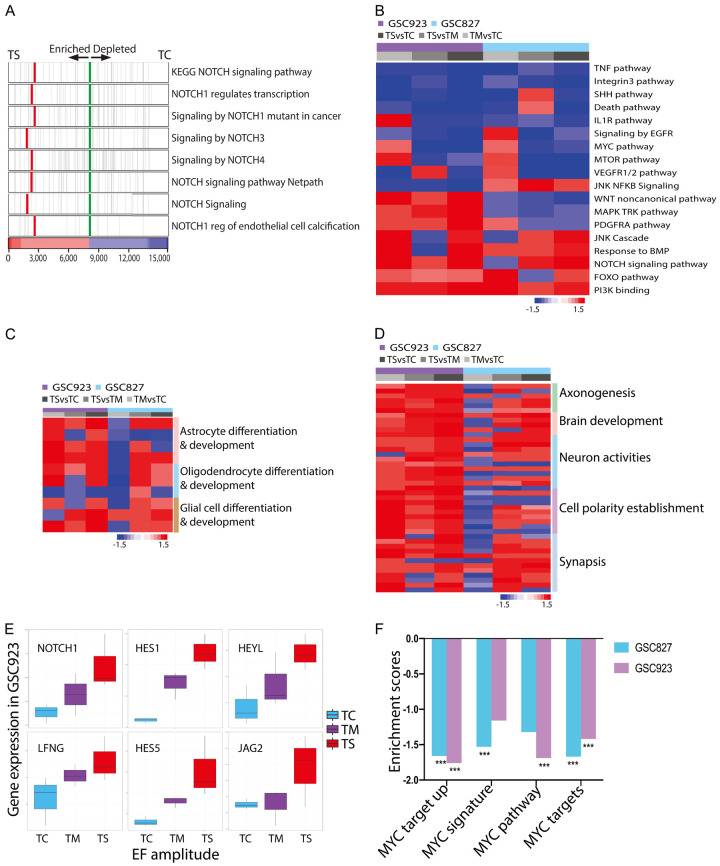 A
TS
Enriched Depleted
TC
KEGG NOTCH signaling pathway
NOTCH1 regulates transcription
Signaling by NOTCH1 mutant in cancer
Signaling by NOTCH3
Signaling by NOTCH4
NOTCH signaling pathway Netpath
NOTCH Signaling
NOTCH1 reg of endothelial cell calcification
0 3,000 6,000 9,000 12,000 15,000
B
GSC923 GSC827
TSvsTC TSvsTM TMvsTC
TNF pathway
Integrin3 pathway
SHH pathway
Death pathway
IL1R pathway
Signaling by EGFR
MYC pathway
MTOR pathway
VEGFR1/2 pathway
JNK NFKB Signaling
WNT noncanonical pathway
MAPK TRK pathway
PDGFRA pathway
JNK Cascade
Response to BMP
NOTCH signaling pathway
FOXO pathway
PI3K binding
-1.5 1.5
C
GSC923 GSC827
TSvsTC TSvsTM TMvsTC
Astrocyte differentiation
& development
Oligodendrocyte differentiation
& development
Glial cell differentiation
& development
-1.5 1.5
D
GSC923 GSC827
TSvsTC TSvsTM TMvsTC
Axonogenesis
Brain development
Neuron activities
Cell polarity establishment
Synapsis
-1.5 1.5
E
Gene expression in GSC923
NOTCH1
HES1
HEYL
LFNG
HES5
JAG2
TC TM TS TC TM TS TC TM TS
EF amplitude
TC
TM
TS
F
Enrichment scores
0.0
-0.5
-1.0
-1.5
-2.0
GSC827
GSC923
*** *** *** *** *** ***
MYC target up
MYC signature
MYC pathway
MYC targets